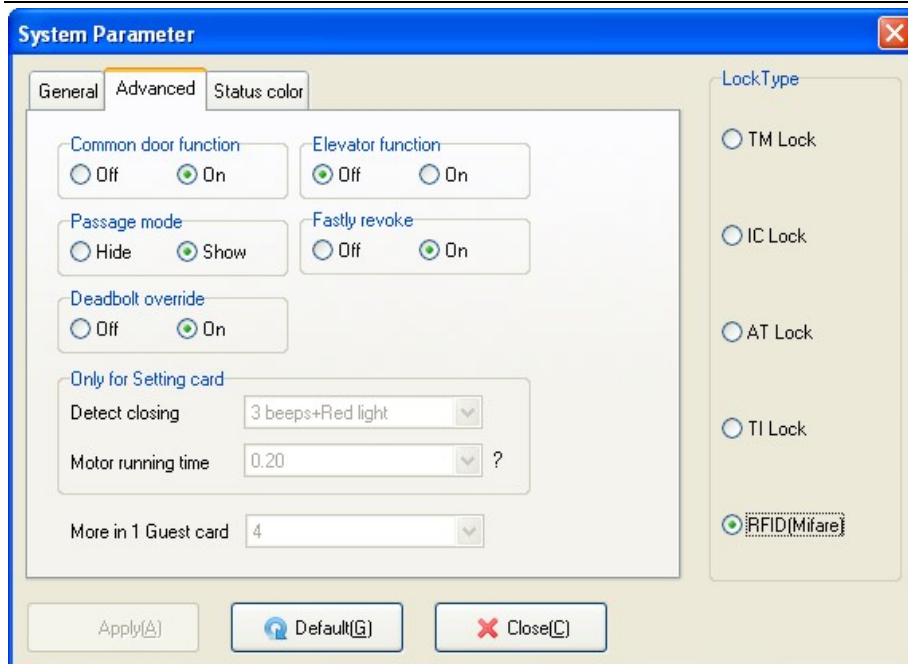 System Parameter
General Advanced Status color
Common door function Elevator function
Off On Off On
Passage mode Fastly revoke
Hide Show Off On
Deadbolt override
Off On
Only for Setting card
Detect closing 3 beeps+Red light
Motor running time 0.20 ?
More in 1 Guest card 4
LockType
TM Lock
IC Lock
AT Lock
TI Lock
RFID(Mifare)
Apply(A) Default(G) Close(C)